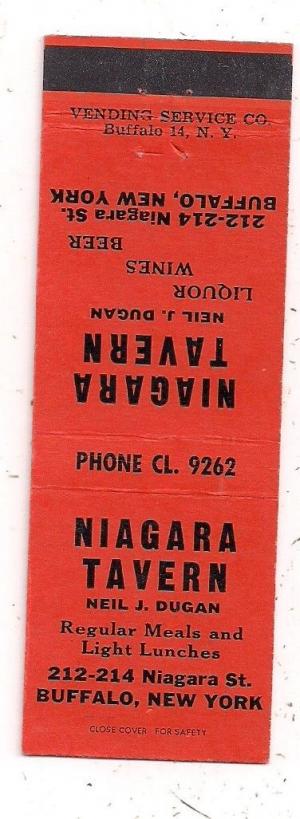 VENDING SERVICE CO.
Buffalo 14, N. Y.
NIAGARA
TAVERN
NEIL J. DUGAN
LIQUOR
WINES
BEER
212-214 Niagara St.
BUFFALO, NEW YORK
PHONE CL. 9262
NIAGARA
TAVERN
NEIL J. DUGAN
Regular Meals and
Light Lunches
212-214 Niagara St.
BUFFALO, NEW YORK
CLOSE COVER FOR SAFETY